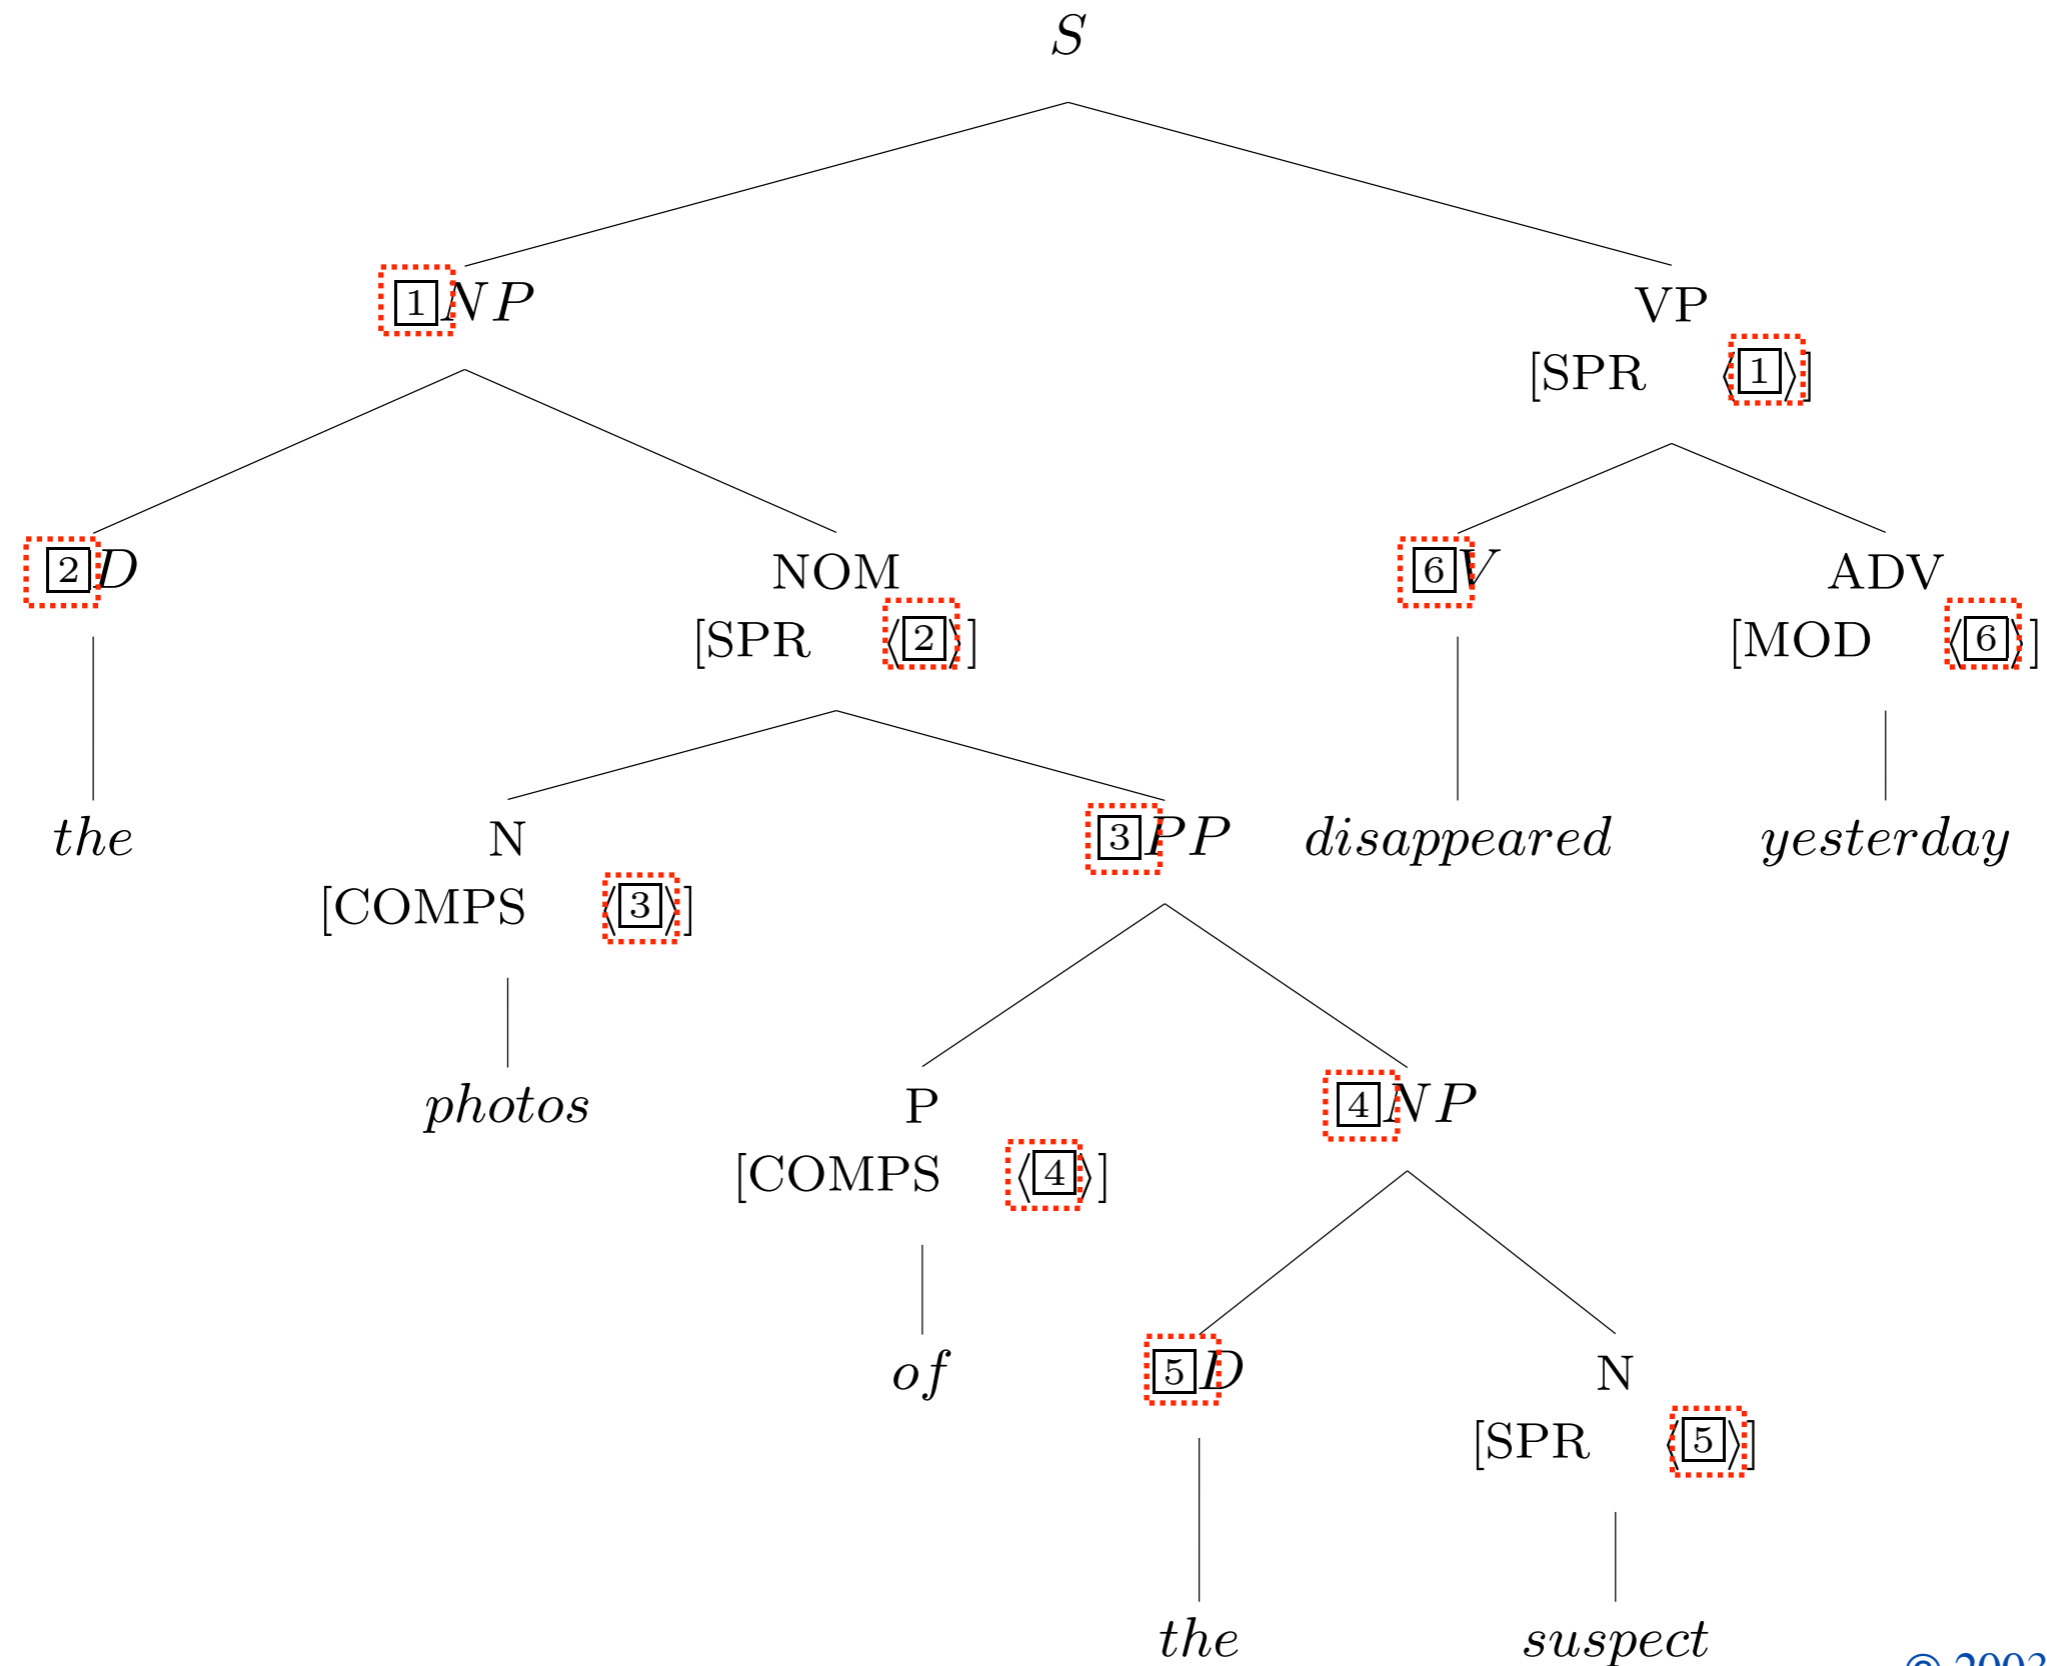 S
1 NP VP
[SPR ⟨1⟩]
2 D NOM 6 V ADV
[SPR ⟨2⟩] [MOD ⟨6⟩]
the N 3 PP disappeared yesterday
[COMPS ⟨3⟩]
photos P 4 NP
[COMPS ⟨4⟩]
of 5 D N
[SPR ⟨5⟩]
the suspect
© 2003